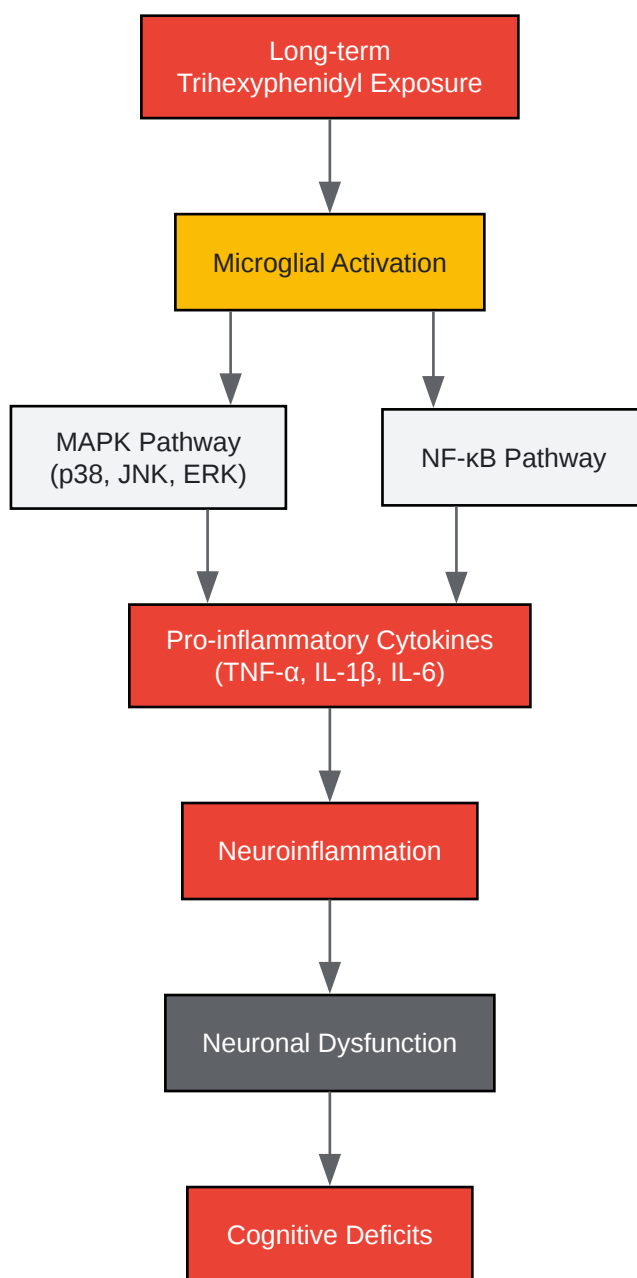 Long-term
Trihexyphenidyl Exposure
Microglial Activation
MAPK Pathway
(p38, JNK, ERK)
NF-κB Pathway
Pro-inflammatory Cytokines
(TNF-α, IL-1β, IL-6)
Neuroinflammation
Neuronal Dysfunction
Cognitive Deficits